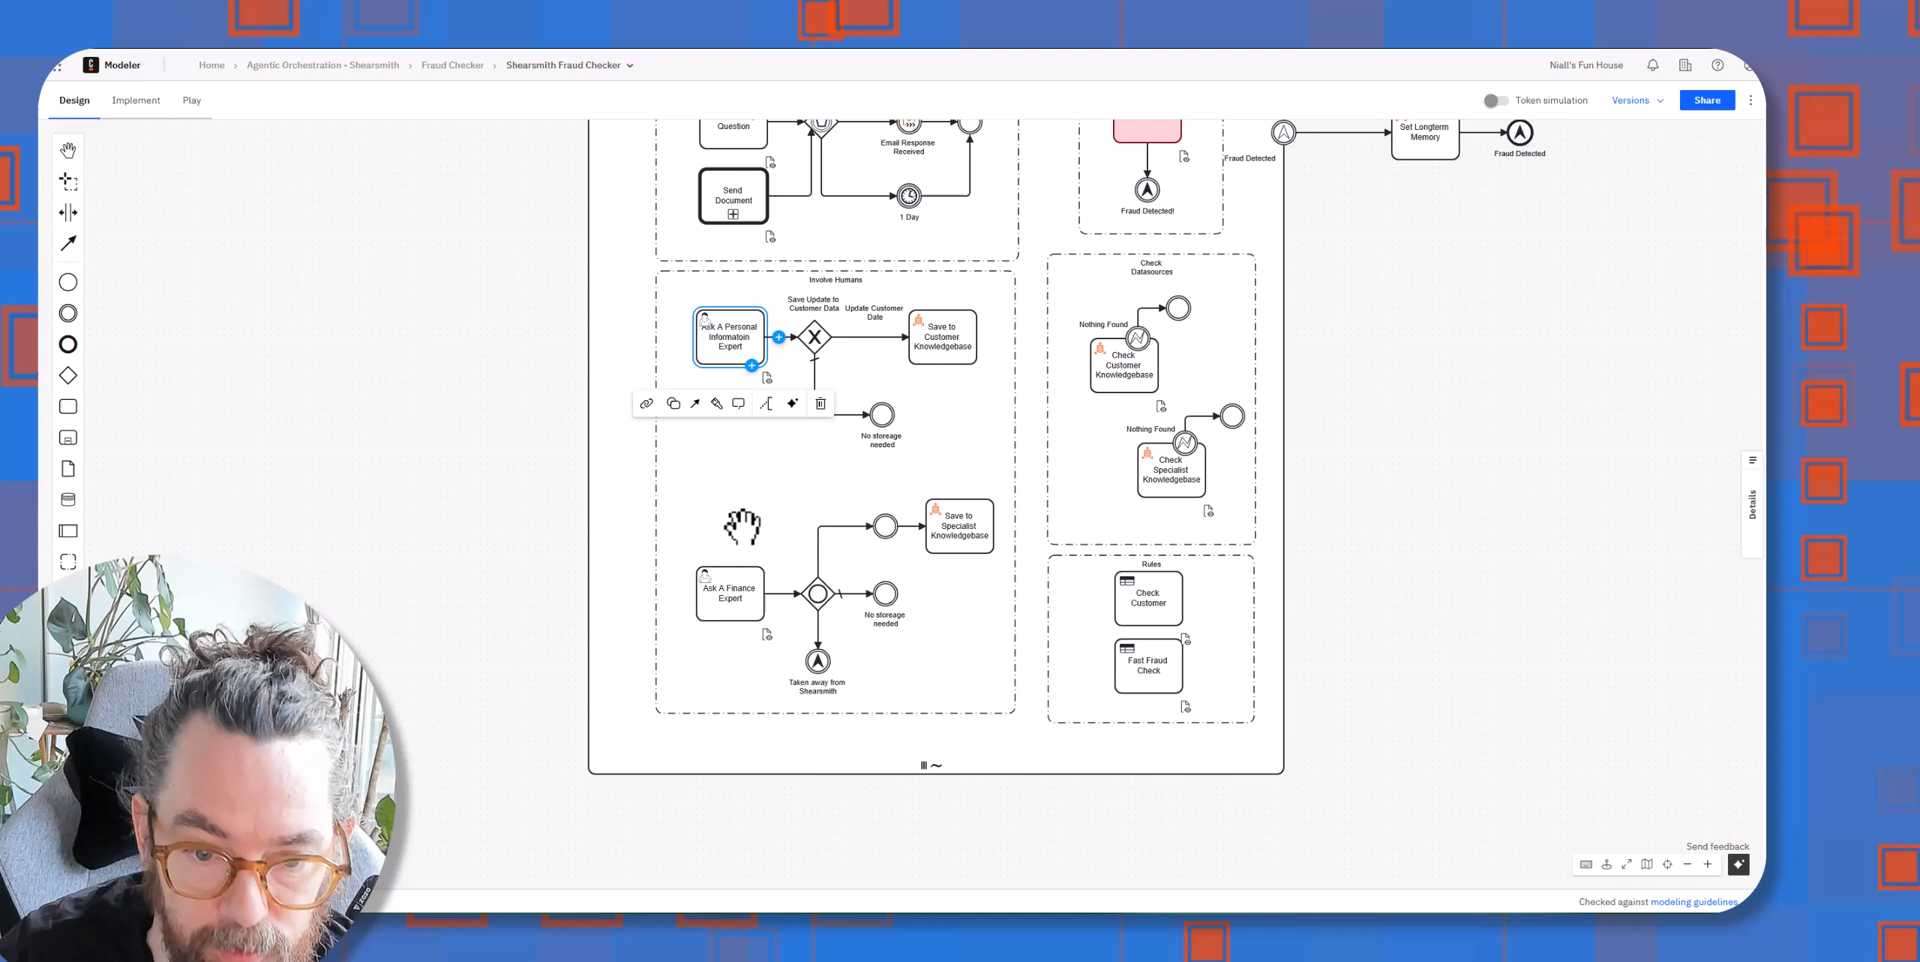 Modeler
Home
Agentic Orchestration - Shearsmith
Fraud Checker
Shearsmith Fraud Checker
Niall's Fun House
Design
Implement
Play
Token simulation
Versions
Share
Question
Email Response
Received
Send
Document
1 Day
Fraud Detected!
Fraud Detected
Set Longterm
Memory
Fraud Detected
Involve Humans
Ask A Personal
Informatoin
Expert
Save Update to
Customer Data
Update Customer
Date
Save to
Customer
Knowledgebase
No storeage
needed
Ask A Finance
Expert
Save to
Specialist
Knowledgebase
No storeage
needed
Taken away from
Shearsmith
Check
Datasources
Nothing Found
Check
Customer
Knowledgebase
Nothing Found
Check
Specialist
Knowledgebase
Rules
Check
Customer
Fast Fraud
Check
Details
Send feedback
Checked against modeling guidelines